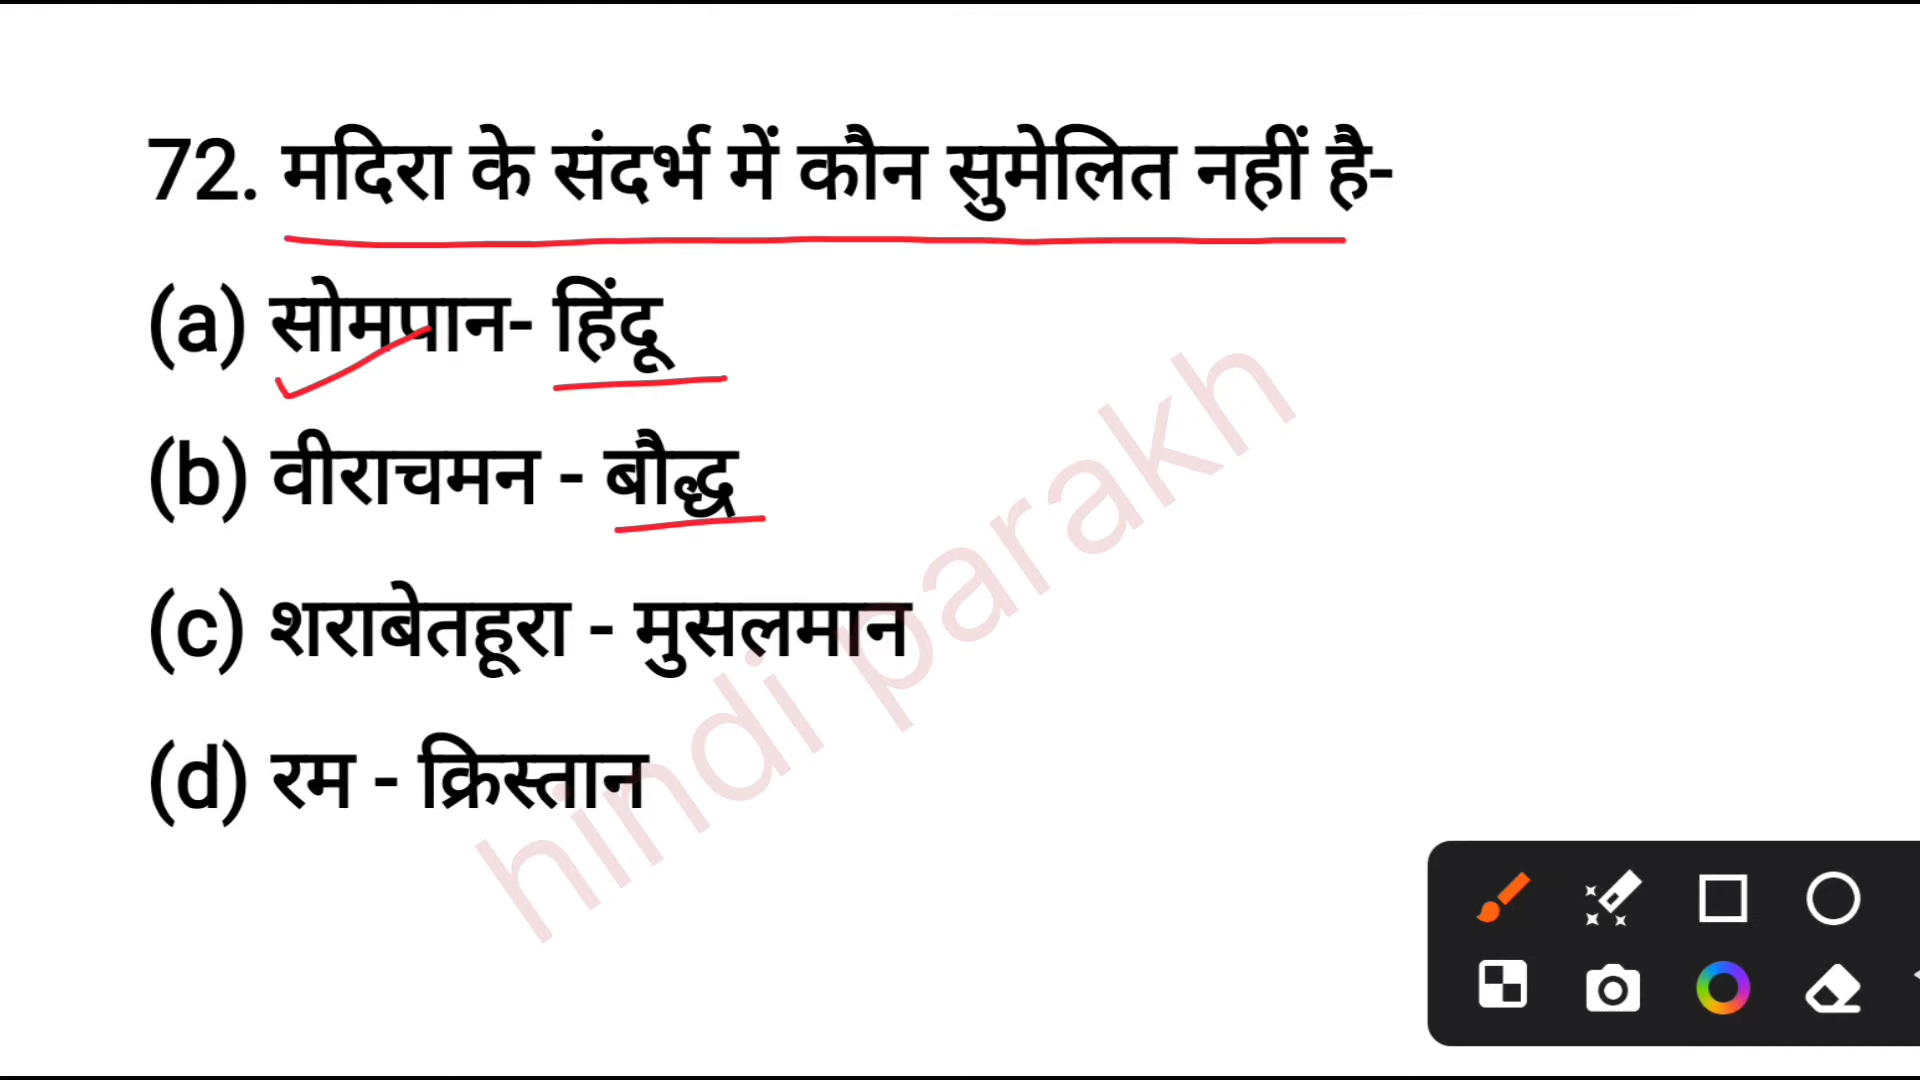 72. मदिरा के संदर्भ में कौन सुमेलित नहीं है-
(a) सोमपान- हिंदू
(b) वीराचमन - बौद्ध
(c) शराबेतहूरा - मुसलमान
(d) रम - क्रिस्तान
hindi parakh